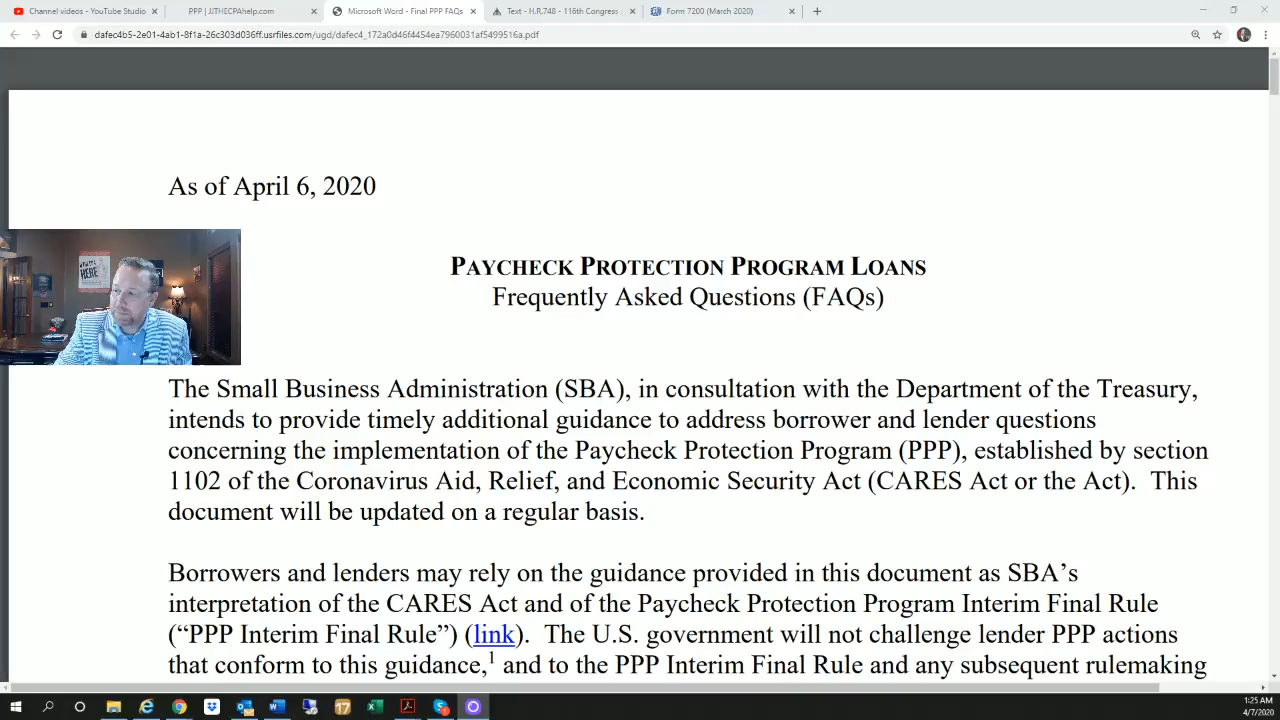 Channel videos - YouTube Studio
PPP | JJTHECPAhelp.com
Microsoft Word - Final PPP FAQs
Text - H.R.748 - 116th Congress
Form 7200 (March 2020)
dafec4b5-2e01-4ab1-8f1a-26c303d036ff.usrfiles.com/ugd/dafec4_172a0d46f4454ea7960031af5499516a.pdf
As of April 6, 2020
HERE
PAYCHECK PROTECTION PROGRAM LOANS
Frequently Asked Questions (FAQs)
The Small Business Administration (SBA), in consultation with the Department of the Treasury,
intends to provide timely additional guidance to address borrower and lender questions
concerning the implementation of the Paycheck Protection Program (PPP), established by section
1102 of the Coronavirus Aid, Relief, and Economic Security Act (CARES Act or the Act). This
document will be updated on a regular basis.
Borrowers and lenders may rely on the guidance provided in this document as SBA’s
interpretation of the CARES Act and of the Paycheck Protection Program Interim Final Rule
(“PPP Interim Final Rule”) (link). The U.S. government will not challenge lender PPP actions
that conform to this guidance,1 and to the PPP Interim Final Rule and any subsequent rulemaking
17
1:25 AM
4/7/2020